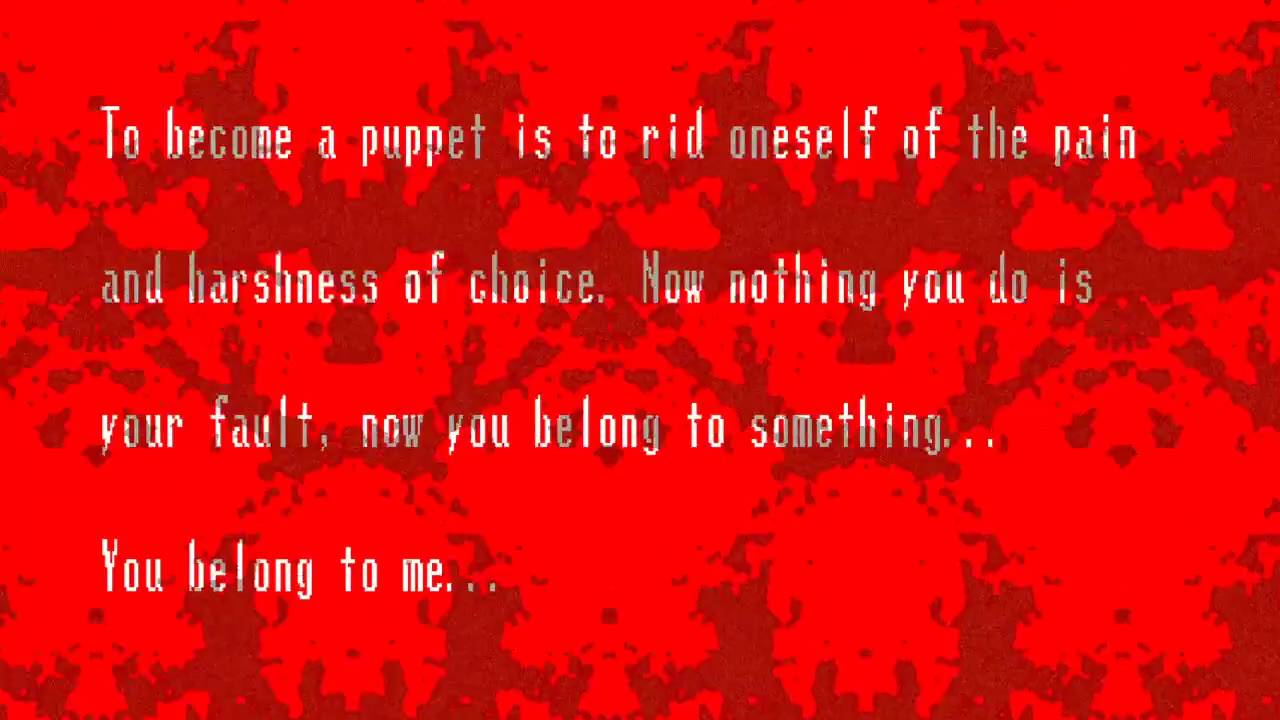 To become a puppet is to rid oneself of the pain
and harshness of choice. Now nothing you do is
your fault, now you belong to something...
You belong to me...